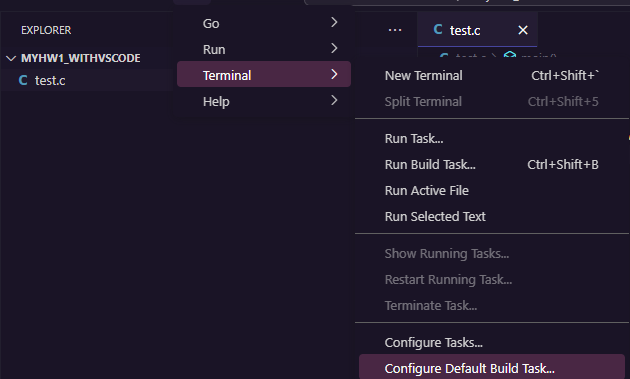 Go
Run
Terminal
Help
EXPLORER
MYHW1_WITHVSCODE
C test.c
··· C test.c ×
test.c > main()
New Terminal Ctrl+Shift+`
Split Terminal Ctrl+Shift+5
Run Task...
Run Build Task... Ctrl+Shift+B
Run Active File
Run Selected Text
Show Running Tasks...
Restart Running Task...
Terminate Task...
Configure Tasks...
Configure Default Build Task...